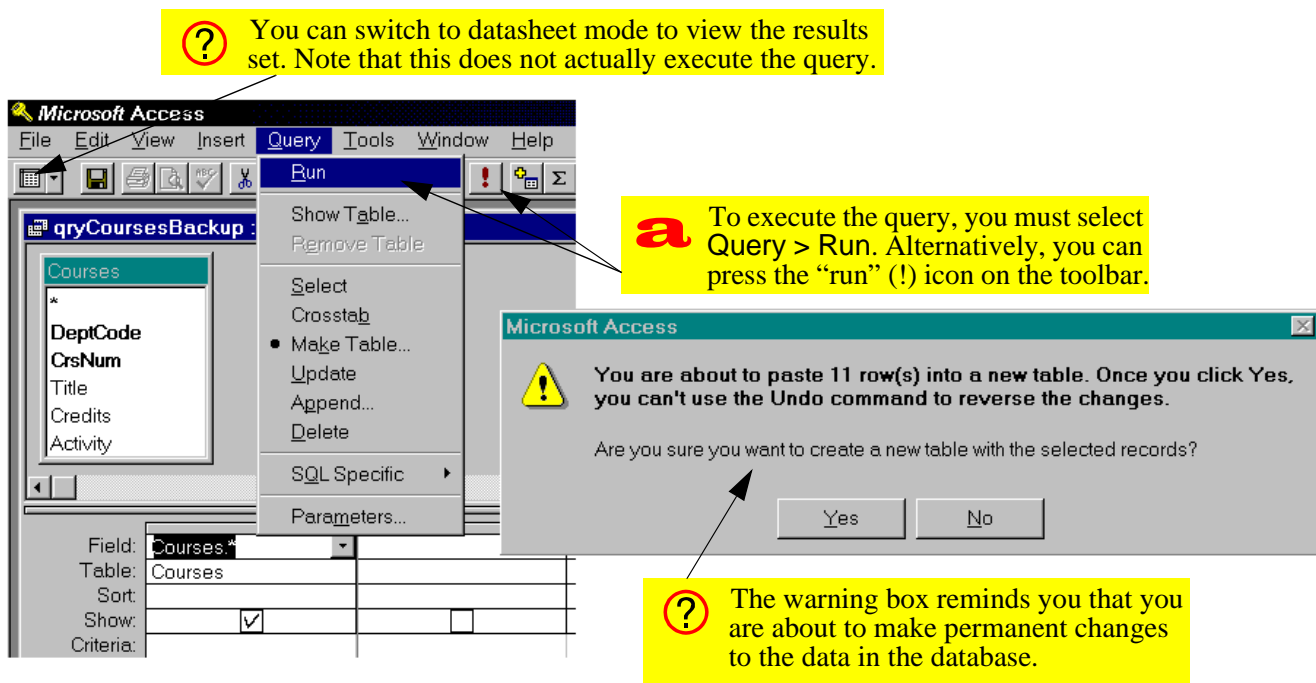 ? You can switch to datasheet mode to view the results
set. Note that this does not actually execute the query.
Microsoft Access
File Edit View Insert Query Tools Window Help
ABC ! Σ
Run
Show Table...
Remove Table
Select
Crosstab
Make Table...
Update
Append...
Delete
SQL Specific
Parameters...
qryCoursesBackup :
Courses
*
DeptCode
CrsNum
Title
Credits
Activity
Field: Courses.*
Table: Courses
Sort:
Show:
Criteria:
a To execute the query, you must select
Query > Run. Alternatively, you can
press the “run” (!) icon on the toolbar.
Microsoft Access
You are about to paste 11 row(s) into a new table. Once you click Yes,
you can't use the Undo command to reverse the changes.
Are you sure you want to create a new table with the selected records?
Yes No
? The warning box reminds you that you
are about to make permanent changes
to the data in the database.